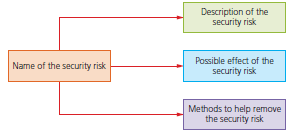 Description of the
security risk
Name of the security risk
Possible effect of the
security risk
Methods to help remove
the security risk